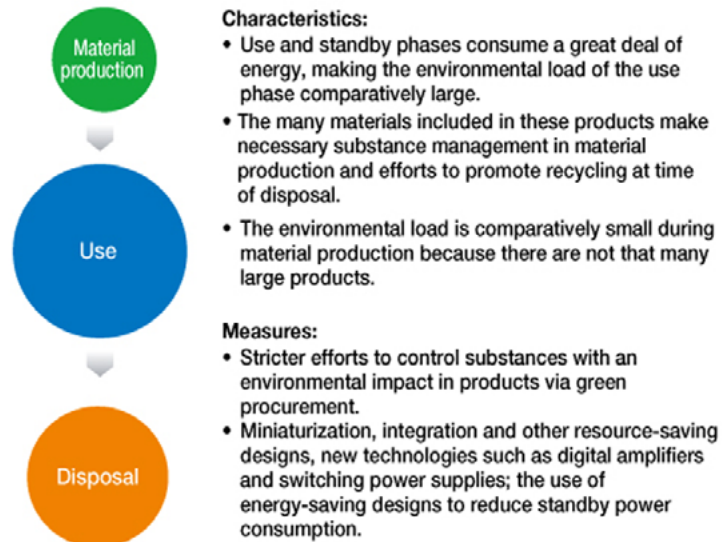 Material
production
Use
Disposal
Characteristics:
• Use and standby phases consume a great deal of
energy, making the environmental load of the use
phase comparatively large.
• The many materials included in these products make
necessary substance management in material
production and efforts to promote recycling at time
of disposal.
• The environmental load is comparatively small during
material production because there are not that many
large products.
Measures:
• Stricter efforts to control substances with an
environmental impact in products via green
procurement.
• Miniaturization, integration and other resource-saving
designs, new technologies such as digital amplifiers
and switching power supplies; the use of
energy-saving designs to reduce standby power
consumption.